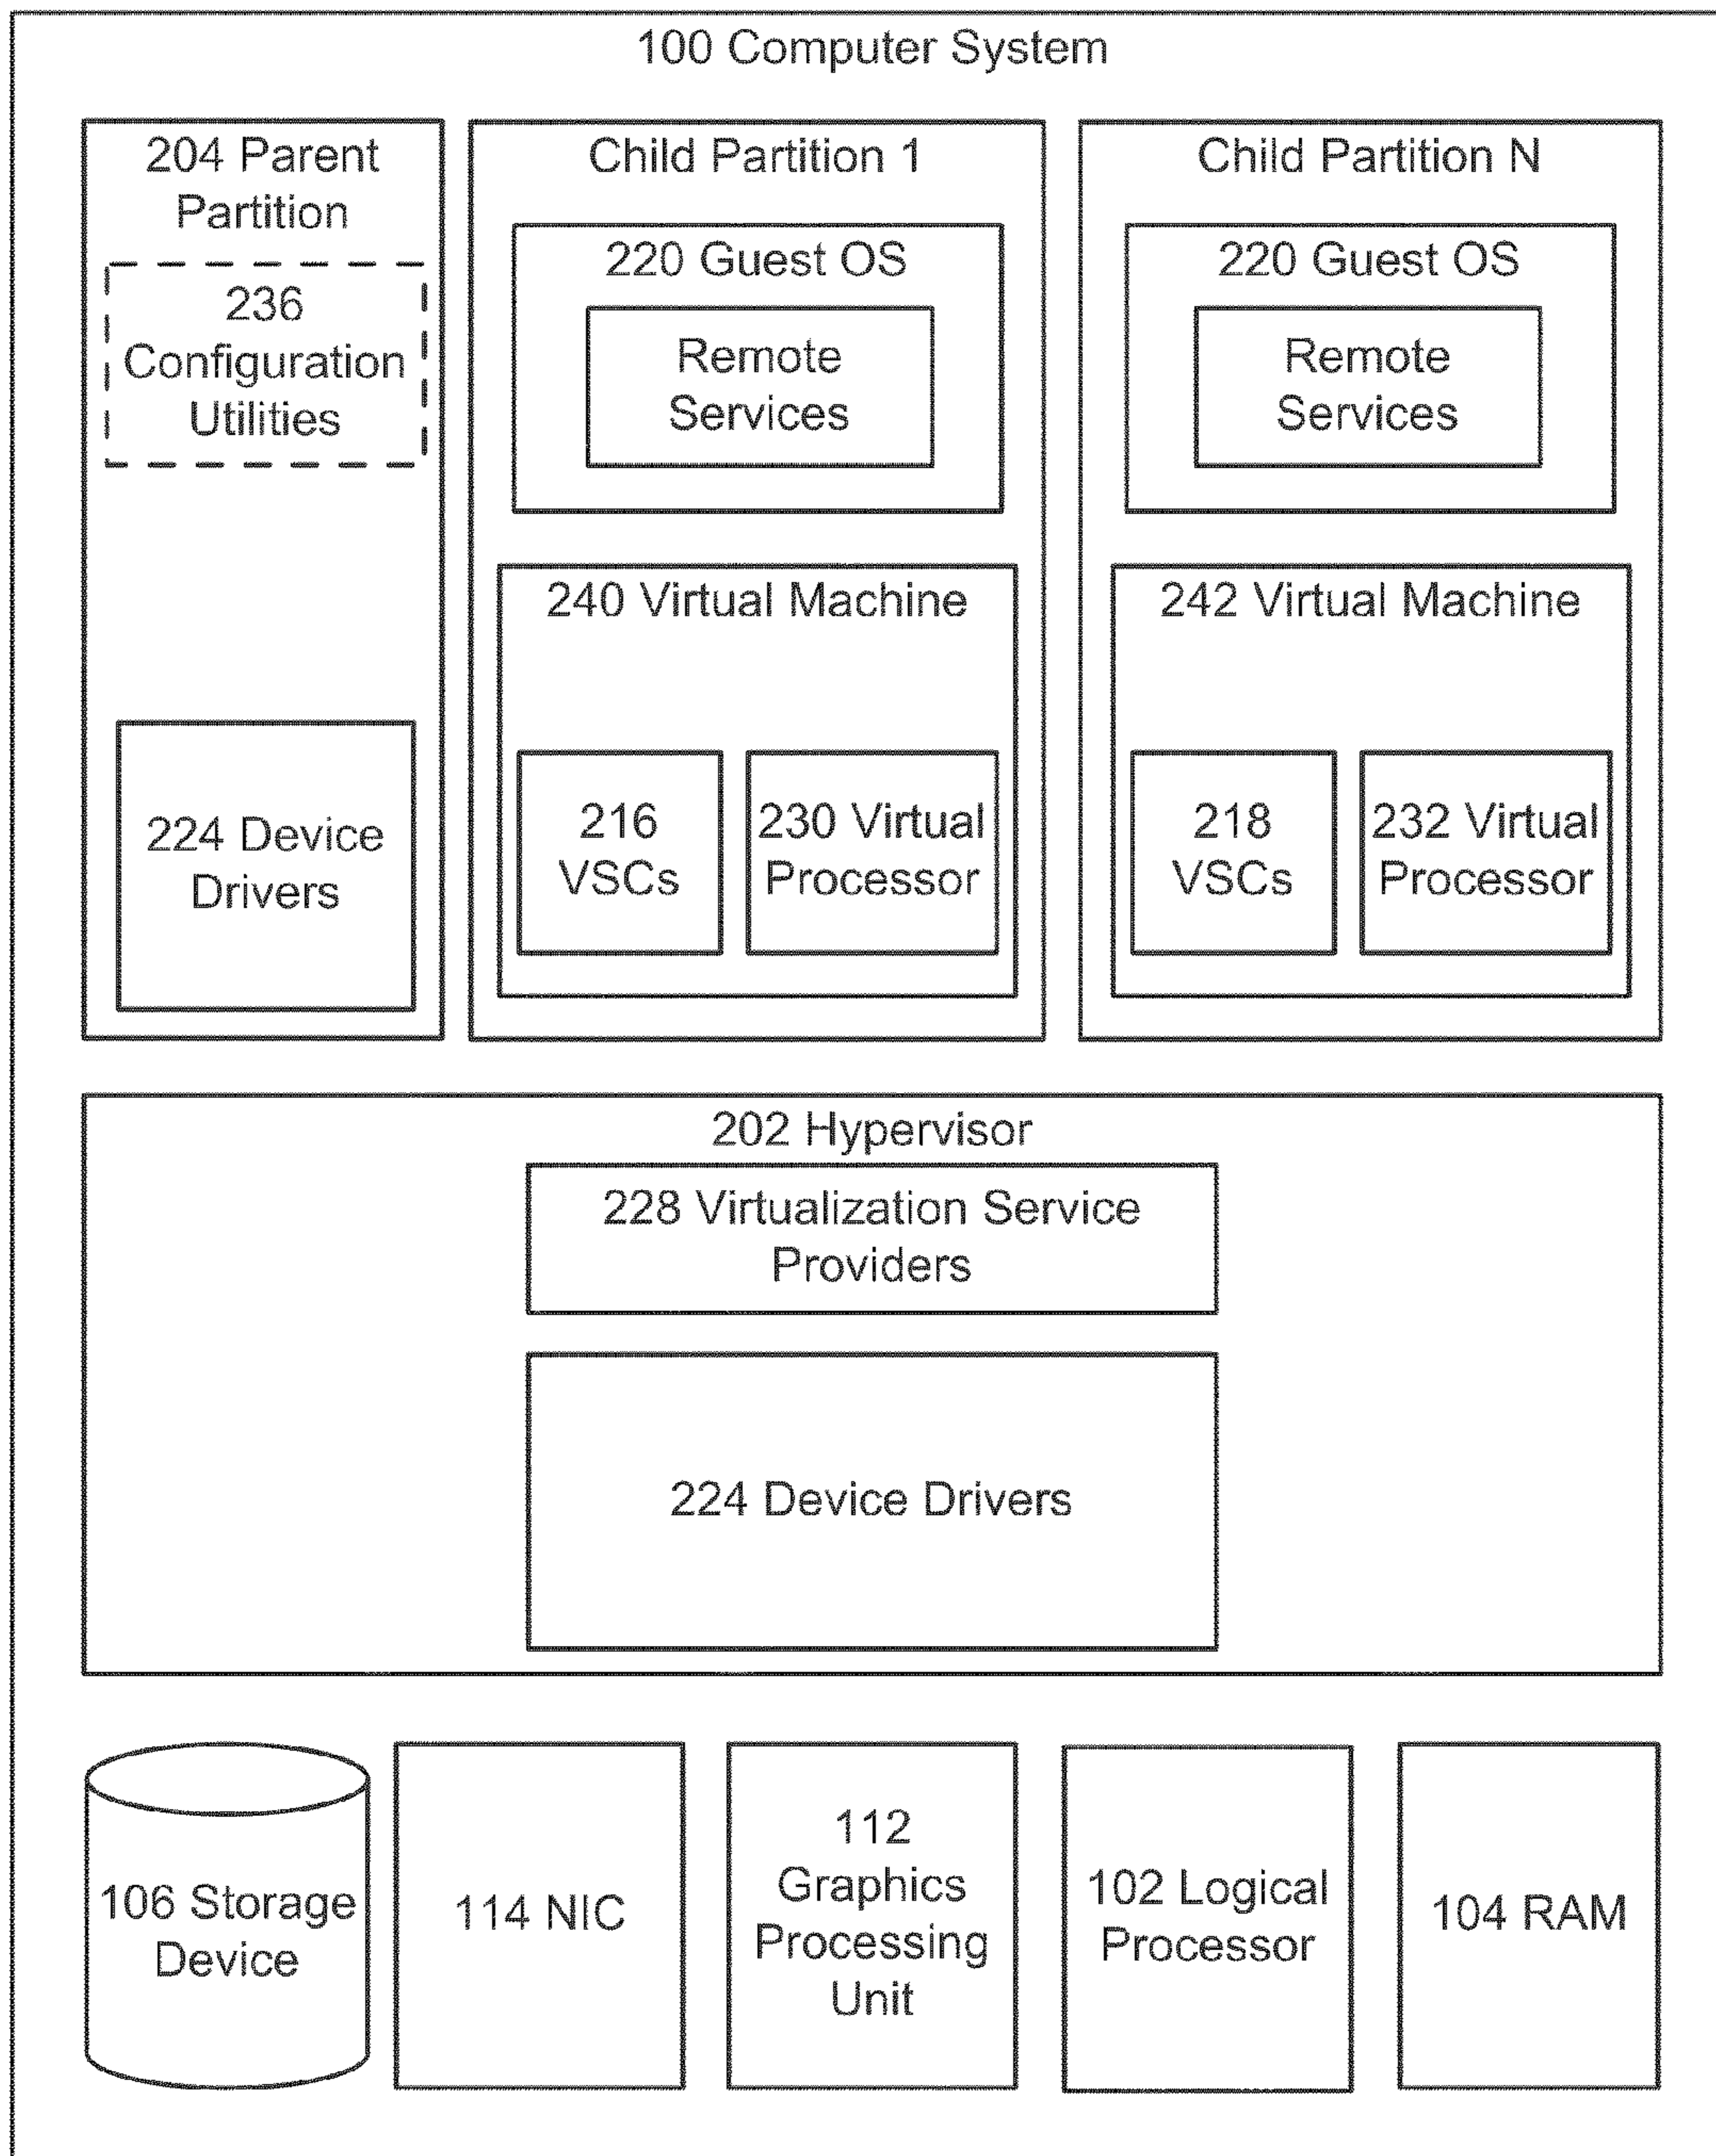 100 Computer System
204 Parent
Partition
236
Configuration
Utilities
224 Device
Drivers
Child Partition 1
220 Guest OS
Remote
Services
240 Virtual Machine
216
VSCs
230 Virtual
Processor
Child Partition N
220 Guest OS
Remote
Services
242 Virtual Machine
218
VSCs
232 Virtual
Processor
202 Hypervisor
228 Virtualization Service
Providers
224 Device Drivers
106 Storage
Device
114 NIC
112
Graphics
Processing
Unit
102 Logical
Processor
104 RAM